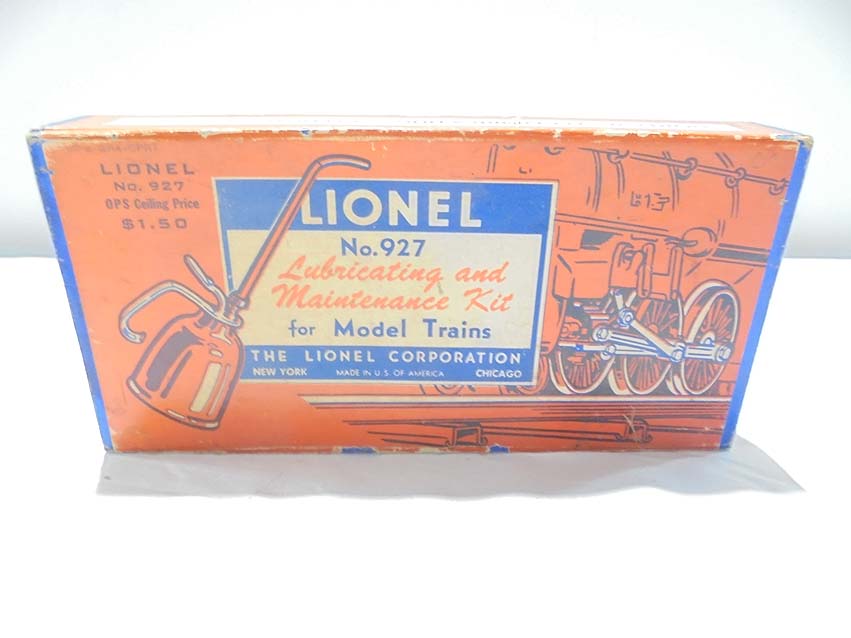 LIONEL
No. 927
OPS Ceiling Price
$1.50
LIONEL
No. 927
Lubricating and
Maintenance Kit
for Model Trains
THE LIONEL CORPORATION
NEW YORK MADE IN U.S. OF AMERICA CHICAGO